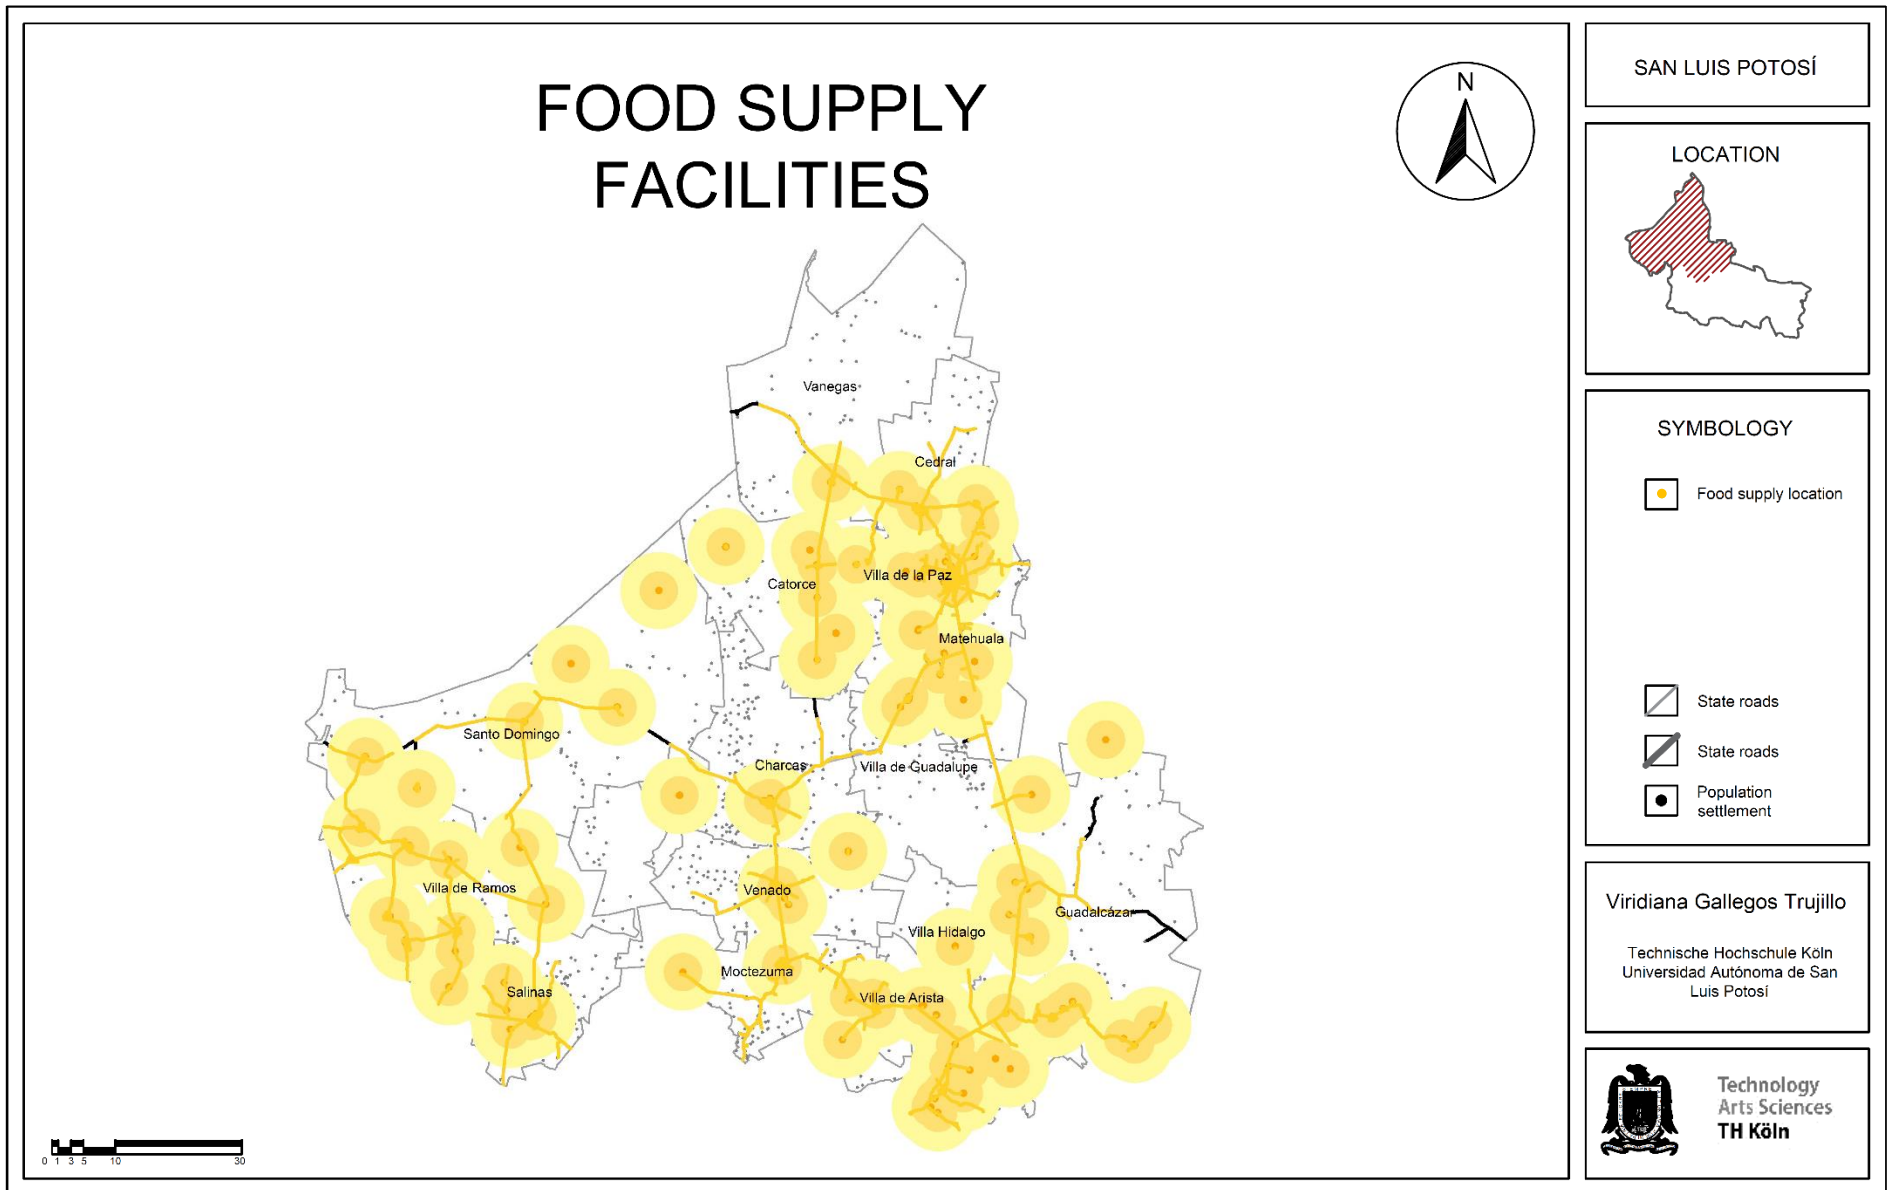 FOOD SUPPLY
FACILITIES
N
Vanegas
Cedral
Catorce
Villa de la Paz
Matehuala
Santo Domingo
Charcas
Villa de Guadalupe
Villa de Ramos
Venado
Guadalcázar
Villa Hidalgo
Moctezuma
Salinas
Villa de Arista
0 1 3 5 10 30
SAN LUIS POTOSÍ
LOCATION
SYMBOLOGY
Food supply location
State roads
State roads
Population
settlement
Viridiana Gallegos Trujillo
Technische Hochschule Köln
Universidad Autónoma de San
Luis Potosí
Technology
Arts Sciences
TH Köln